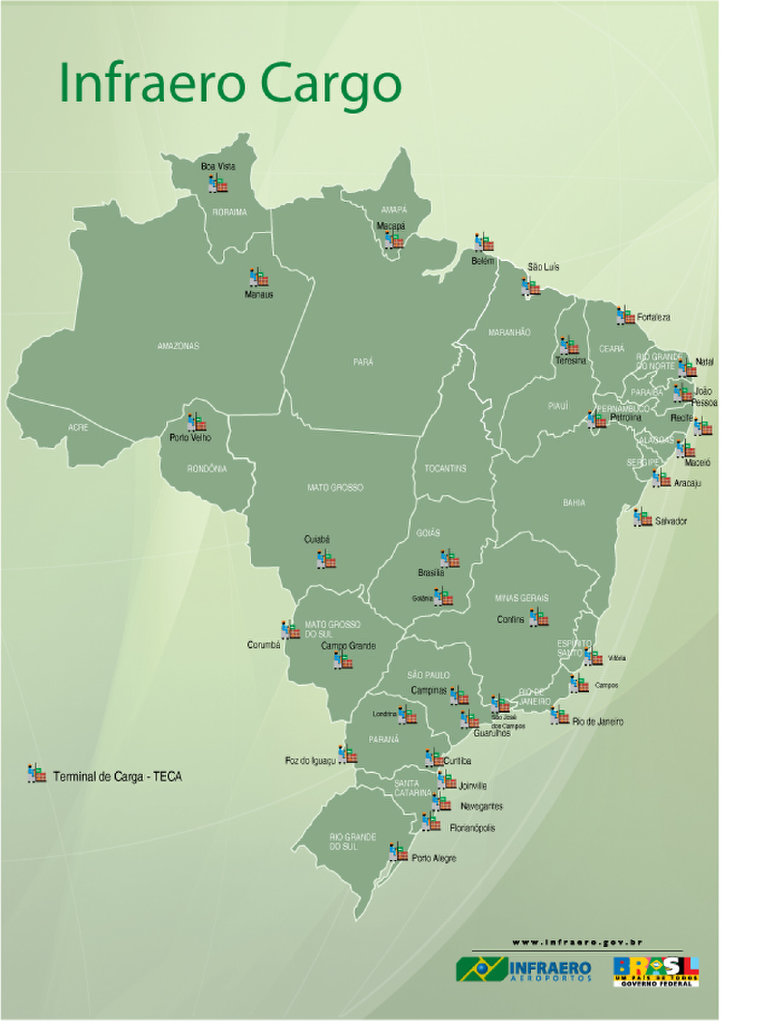 Infraero Cargo
Boa Vista
RORAIMA
AMAPÁ
Macapá
Belém
São Luís
Manaus
Fortaleza
MARANHÃO
CEARÁ
Teresina
AMAZONAS
PARÁ
RIO GRANDE
DO NORTE
Natal
PARAÍBA
João
Pessoa
PIAUÍ
PERNAMBUCO
Petrolina
Recife
ACRE
Porto Velho
ALAGOAS
RONDÔNIA
TOCANTINS
SERGIPE
Maceió
Aracaju
MATO GROSSO
BAHIA
Salvador
GOIÁS
Cuiabá
Brasília
Goiânia
MINAS GERAIS
Confins
MATO GROSSO
DO SUL
Corumbá
Campo Grande
ESPÍRITO
SANTO
Vitória
SÃO PAULO
Campos
Campinas
RIO DE
JANEIRO
Londrina
São José
dos Campos
Rio de Janeiro
Guarulhos
PARANÁ
Foz do Iguaçu
Curitiba
Terminal de Carga - TECA
SANTA
CATARINA
Joinville
Navegantes
Florianópolis
RIO GRANDE
DO SUL
Porto Alegre
www.infraero.gov.br
INFRAERO
AEROPORTOS
BRASIL
UM PAÍS DE TODOS
GOVERNO FEDERAL